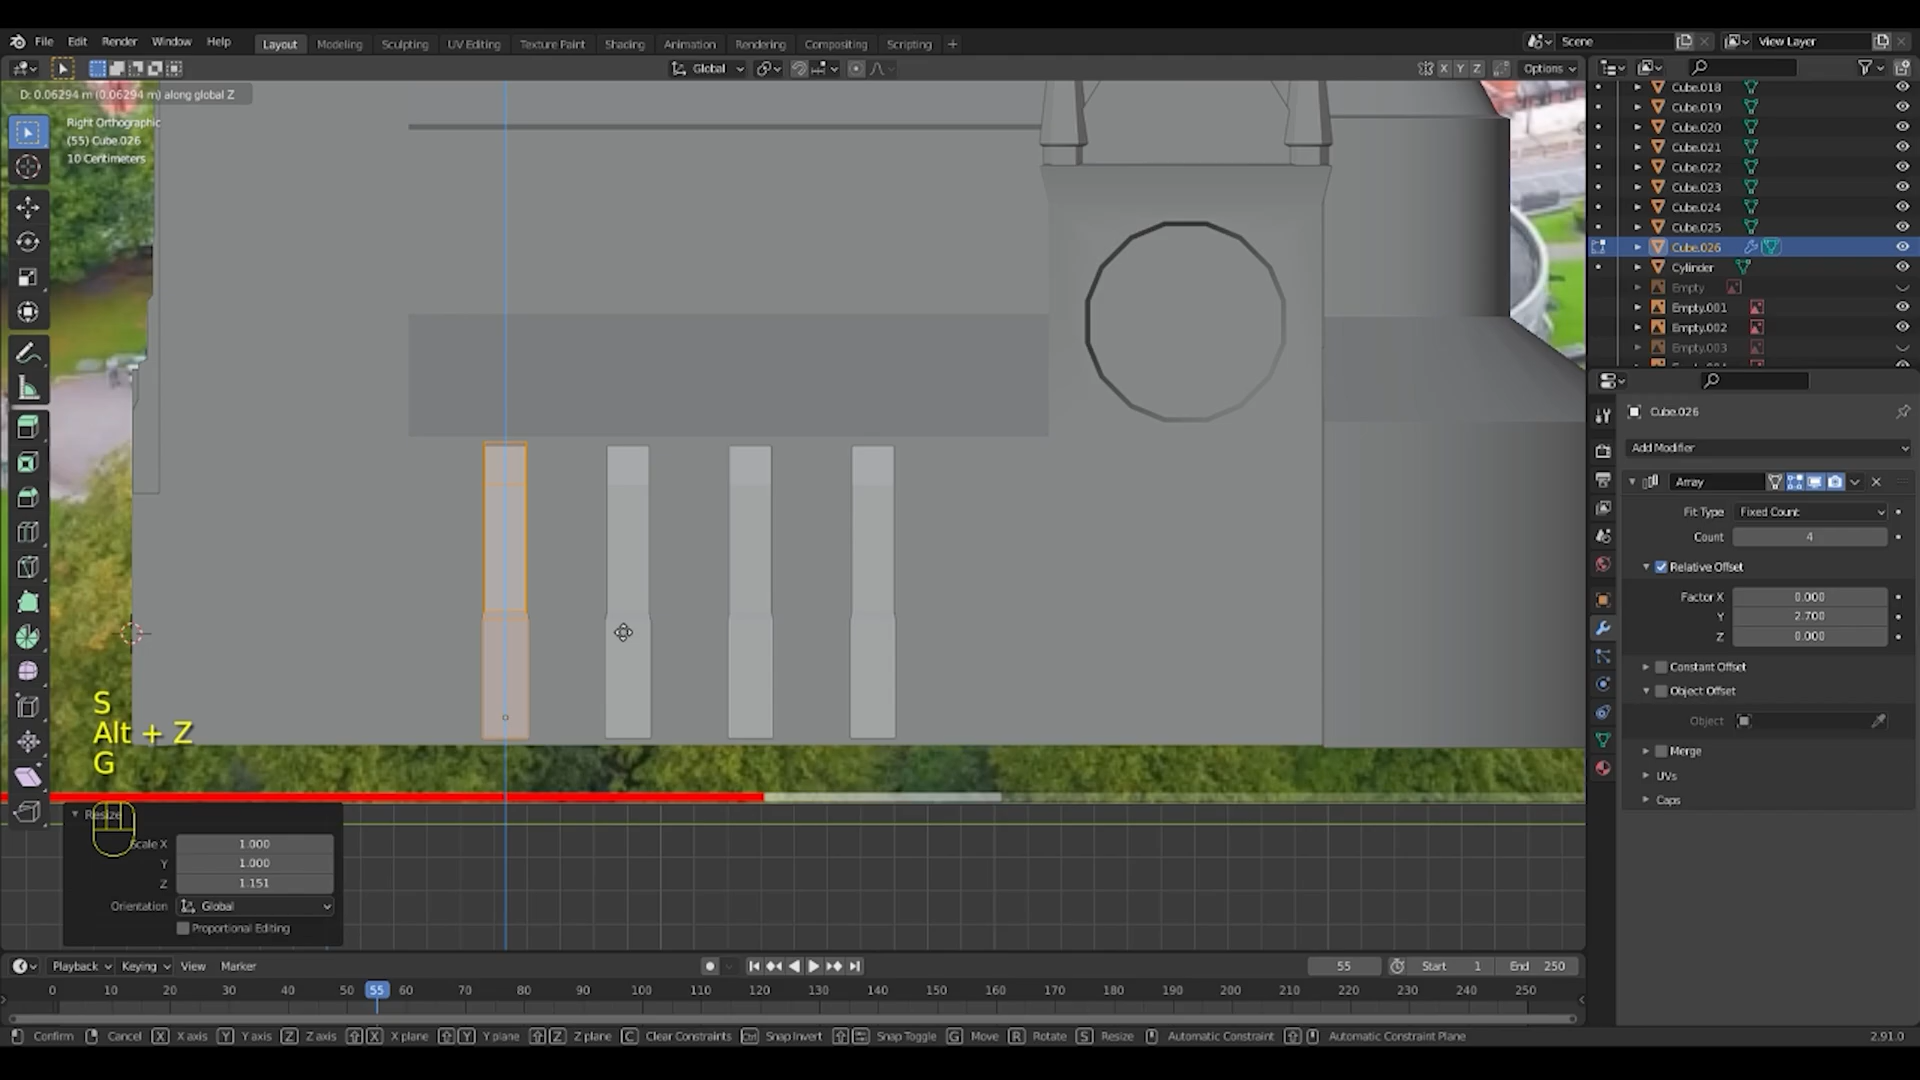 File Edit Render Window Help Layout Modeling Sculpting UV Editing Texture Paint Shading Animation Rendering Compositing Scripting + Scene View Layer
Global X Y Z Options
D: 0.06294 m (0.06294 m) along global Z
Right Orthographic
(55) Cube.026
10 Centimeters
Cube.018
Cube.019
Cube.020
Cube.021
Cube.022
Cube.023
Cube.024
Cube.025
Cube.026
Cylinder
Empty
Empty.001
Empty.002
Empty.003
Cube.026
Add Modifier
Array
Fit Type Fixed Count
Count 4
Relative Offset
Factor X 0.000
Y 2.700
Z 0.000
Constant Offset
Object Offset
Object
Merge
UVs
Caps
S
Alt + Z
G
Scale X 1.000
Y 1.000
Z 1.151
Orientation Global
Proportional Editing
Playback Keying View Marker 55 Start 1 End 250
0 10 20 30 40 50 55 60 70 80 90 100 110 120 130 140 150 160 170 180 190 200 210 220 230 240 250
Confirm Cancel X X axis Y Y axis Z Z axis X X plane Y Y plane Z Z plane C Clear Constraints Snap Invert Snap Toggle G Move R Rotate S Resize Automatic Constraint Automatic Constraint Plane 2.91.0